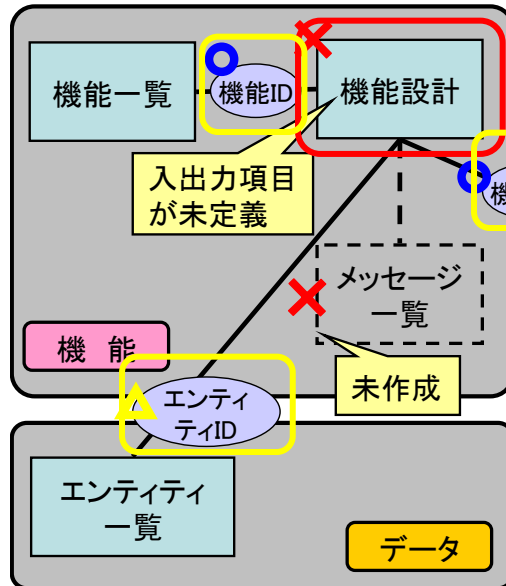 機能一覧
機能ID
機能設計
入出力項目
が未定義
機
メッセージ
一覧
機 能
未作成
エンティ
ティID
エンティティ
一覧
データ